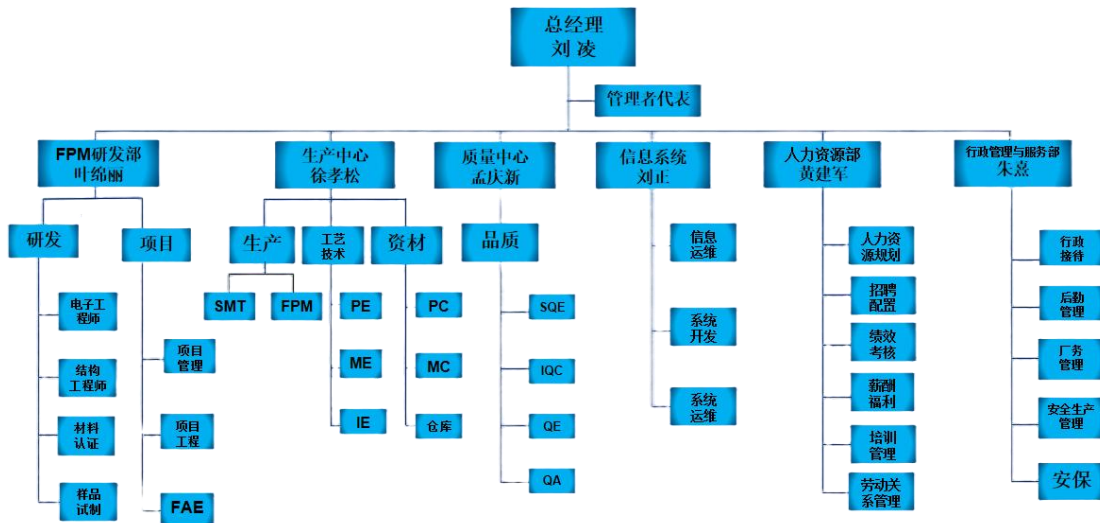 总经理
刘 凌
管理者代表
FPM研发部
叶绵丽
生产中心
徐孝松
质量中心
孟庆新
信息系统
刘正
人力资源部
黄建军
行政管理与服务部
朱熹
研发
项目
生产
工艺
技术
资材
品质
电子工
程师
结构
工程师
材料
认证
样品
试制
项目
管理
项目
工程
FAE
SMT
FPM
PE
ME
IE
PC
MC
仓库
SQE
IQC
QE
QA
信息
运维
系统
开发
系统
运维
人力资
源规划
招聘
配置
绩效
考核
薪酬
福利
培训
管理
劳动关
系管理
行政
接待
后勤
管理
厂务
管理
安全生产
管理
安保